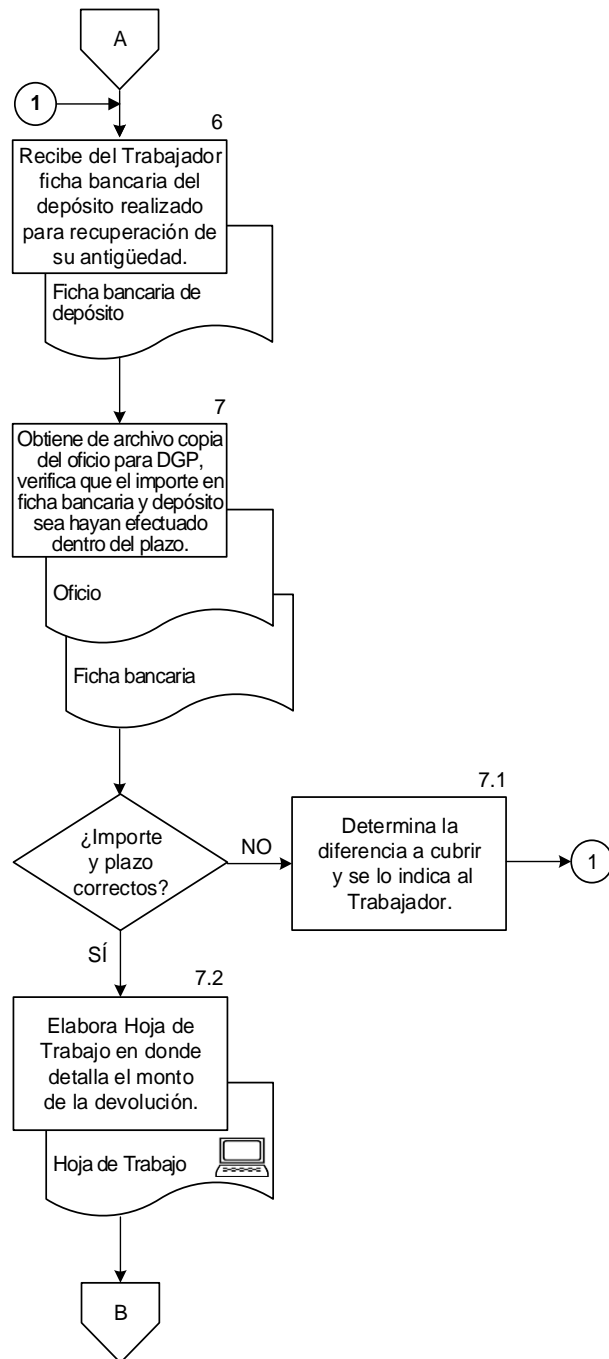 A
1
6
Recibe del Trabajador
ficha bancaria del
depósito realizado
para recuperación de
su antigüedad.
Ficha bancaria de
depósito
7
Obtiene de archivo copia
del oficio para DGP,
verifica que el importe en
ficha bancaria y depósito
sea hayan efectuado
dentro del plazo.
Oficio
Ficha bancaria
¿Importe
y plazo
correctos?
NO
7.1
Determina la
diferencia a cubrir
y se lo indica al
Trabajador.
1
SÍ
7.2
Elabora Hoja de
Trabajo en donde
detalla el monto
de la devolución.
Hoja de Trabajo
B